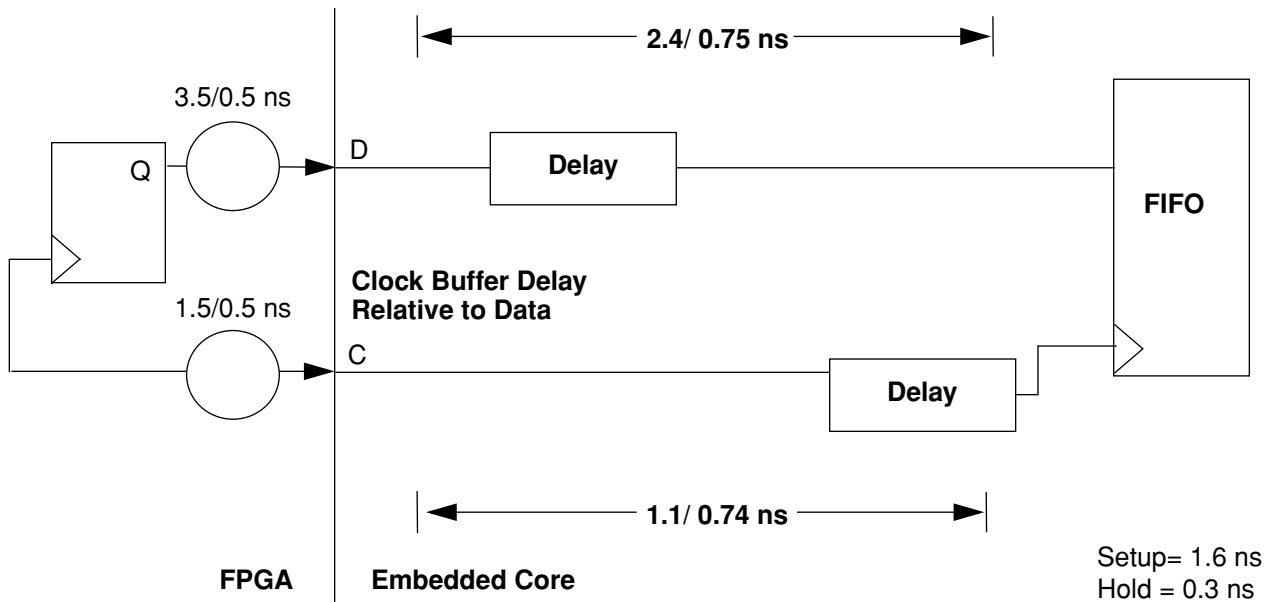 2.4/ 0.75 ns
3.5/0.5 ns
Q
D
Delay
FIFO
Clock Buffer Delay
Relative to Data
1.5/0.5 ns
C
Delay
1.1/ 0.74 ns
FPGA
Embedded Core
Setup= 1.6 ns
Hold = 0.3 ns